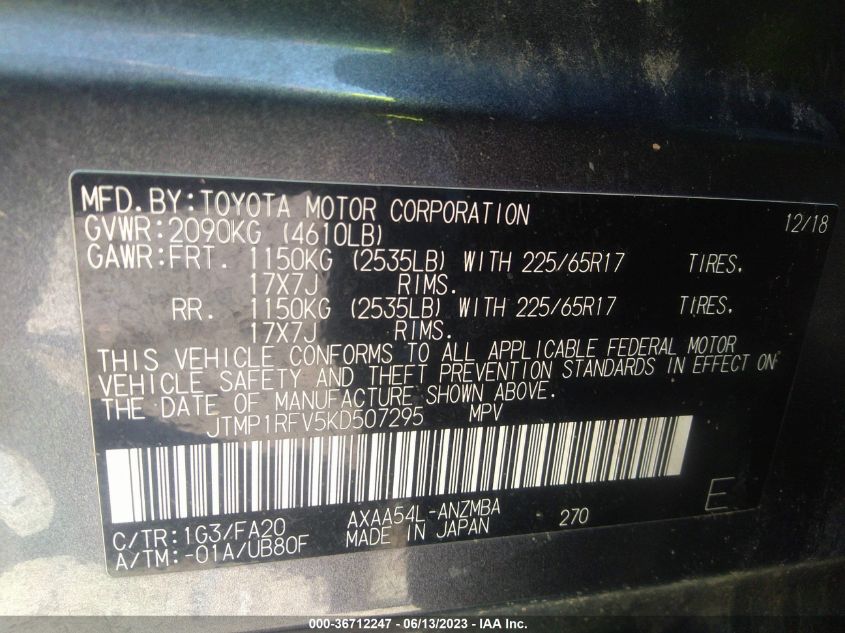 MFD.BY:TOYOTA MOTOR CORPORATION 12/18
GVWR:2090KG (4610LB)
GAWR:FRT. 1150KG (2535LB) WITH 225/65R17 TIRES.
17X7J RIMS.
RR. 1150KG (2535LB) WITH 225/65R17 TIRES.
17X7J RIMS.
THIS VEHICLE CONFORMS TO ALL APPLICABLE FEDERAL MOTOR
VEHICLE SAFETY AND THEFT PREVENTION STANDARDS IN EFFECT ON
THE DATE OF MANUFACTURE SHOWN ABOVE.
JTMP1RFV5KD507295 MPV
C/TR:1G3/FA20 AXAA54L-ANZMBA 270 E
A/TM:-01A/UB80F MADE IN JAPAN
000-36712247 - 06/13/2023 - IAA Inc.